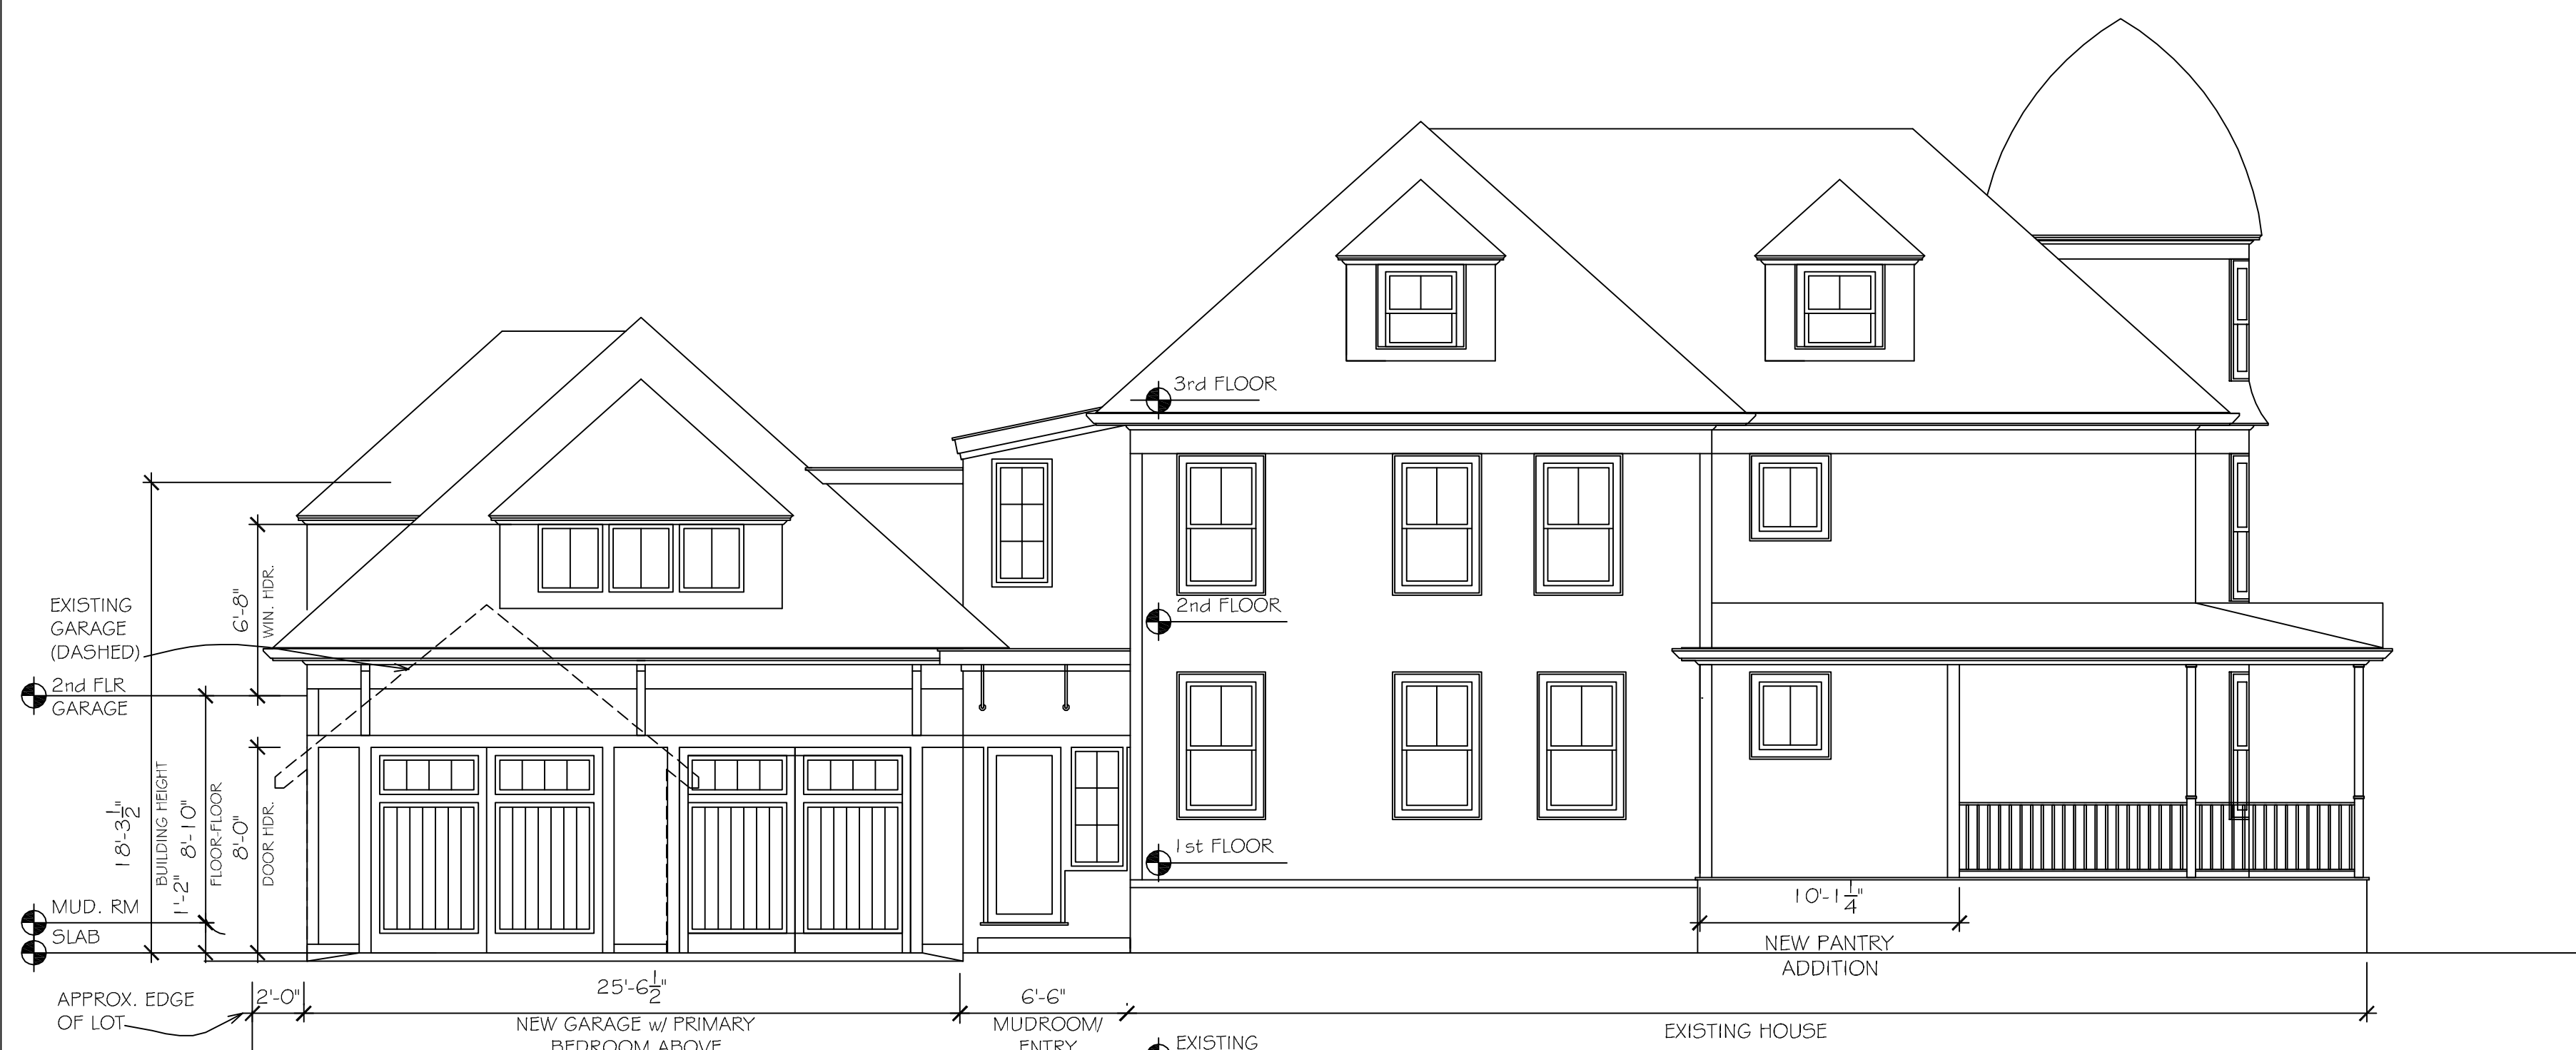 3rd FLOOR
EXISTING
GARAGE
(DASHED)
6'-8"
WIN. HDR.
2nd FLOOR
2nd FLR
GARAGE
18'-3 1/2"
BUILDING HEIGHT
1'-2"
8'-10"
FLOOR-FLOOR
8'-0"
DOOR HDR.
1st FLOOR
MUD. RM
SLAB
10'-1 1/4"
NEW PANTRY
ADDITION
APPROX. EDGE
OF LOT
2'-0"
25'-6 1/2"
NEW GARAGE w/ PRIMARY
BEDROOM ABOVE
6'-6"
MUDROOM/
ENTRY
EXISTING HOUSE
EXISTING